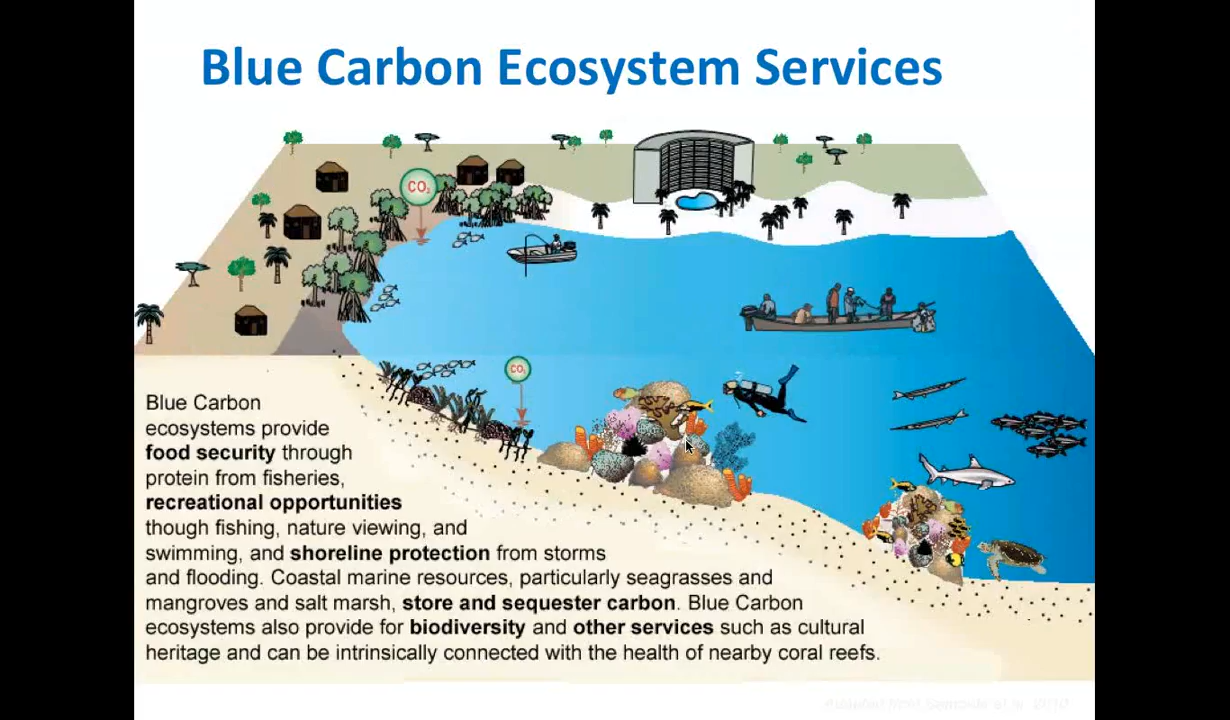 Blue Carbon Ecosystem Services
CO₂
CO₂
Blue Carbon
ecosystems provide
food security through
protein from fisheries,
recreational opportunities
though fishing, nature viewing, and
swimming, and shoreline protection from storms
and flooding. Coastal marine resources, particularly seagrasses and
mangroves and salt marsh, store and sequester carbon. Blue Carbon
ecosystems also provide for biodiversity and other services such as cultural
heritage and can be intrinsically connected with the health of nearby coral reefs.